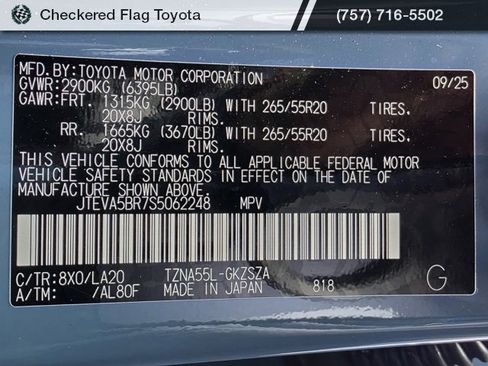 Checkered Flag Toyota
(757) 716-5502
MFD.BY:TOYOTA MOTOR CORPORATION 09/25
GVWR:2900KG (6395LB)
GAWR:FRT. 1315KG (2900LB) WITH 265/55R20 TIRES.
20X8J RIMS.
RR. 1665KG (3670LB) WITH 265/55R20 TIRES.
20X8J RIMS.
THIS VEHICLE CONFORMS TO ALL APPLICABLE FEDERAL MOTOR
VEHICLE SAFETY STANDARDS IN EFFECT ON THE DATE OF
MANUFACTURE SHOWN ABOVE.
JTEVA5BR7S5062248 MPV
C/TR:8X0/LA20 TZNA55L-GKZSZA
A/TM: /AL80F MADE IN JAPAN 818 G